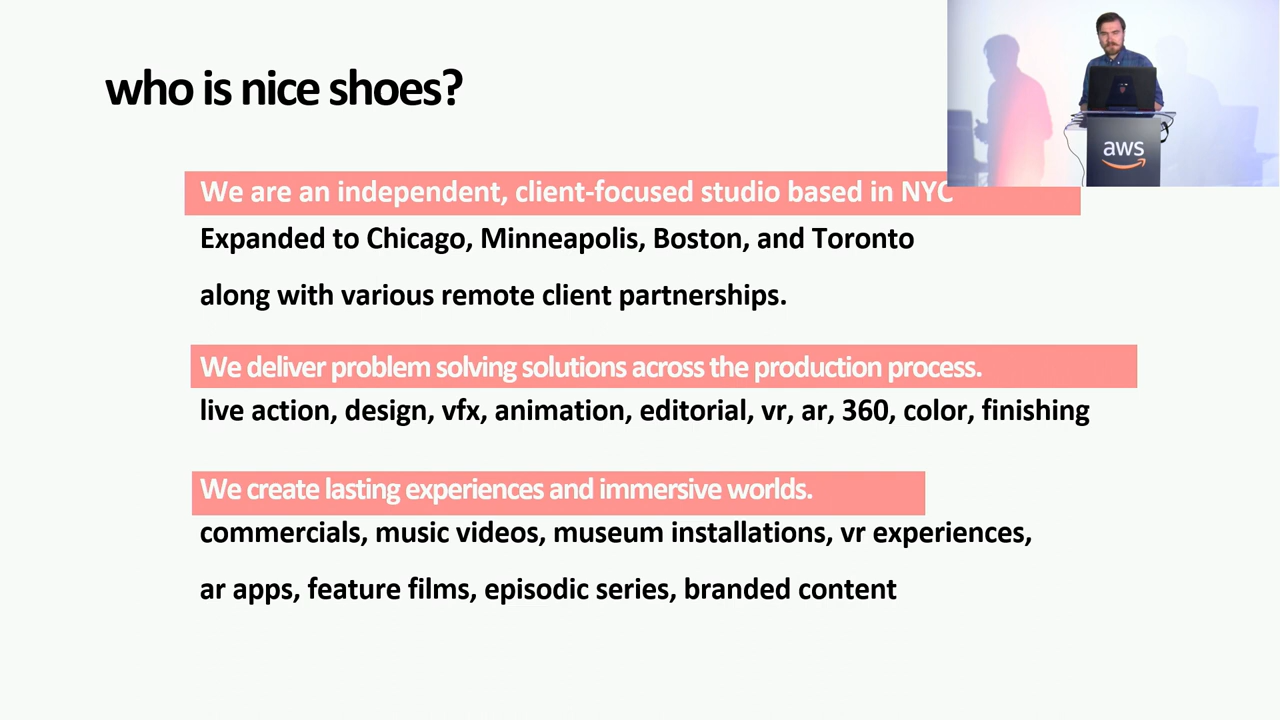 who is nice shoes?
We are an independent, client-focused studio based in NYC
Expanded to Chicago, Minneapolis, Boston, and Toronto
along with various remote client partnerships.
We deliver problem solving solutions across the production process.
live action, design, vfx, animation, editorial, vr, ar, 360, color, finishing
We create lasting experiences and immersive worlds.
commercials, music videos, museum installations, vr experiences,
ar apps, feature films, episodic series, branded content
aws